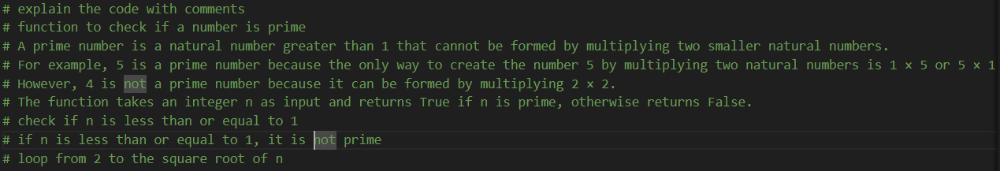 # explain the code with comments
# function to check if a number is prime
# A prime number is a natural number greater than 1 that cannot be formed by multiplying two smaller natural numbers.
# For example, 5 is a prime number because the only way to create the number 5 by multiplying two natural numbers is 1 × 5 or 5 × 1
# However, 4 is not a prime number because it can be formed by multiplying 2 × 2.
# The function takes an integer n as input and returns True if n is prime, otherwise returns False.
# check if n is less than or equal to 1
# if n is less than or equal to 1, it is not prime
# loop from 2 to the square root of n